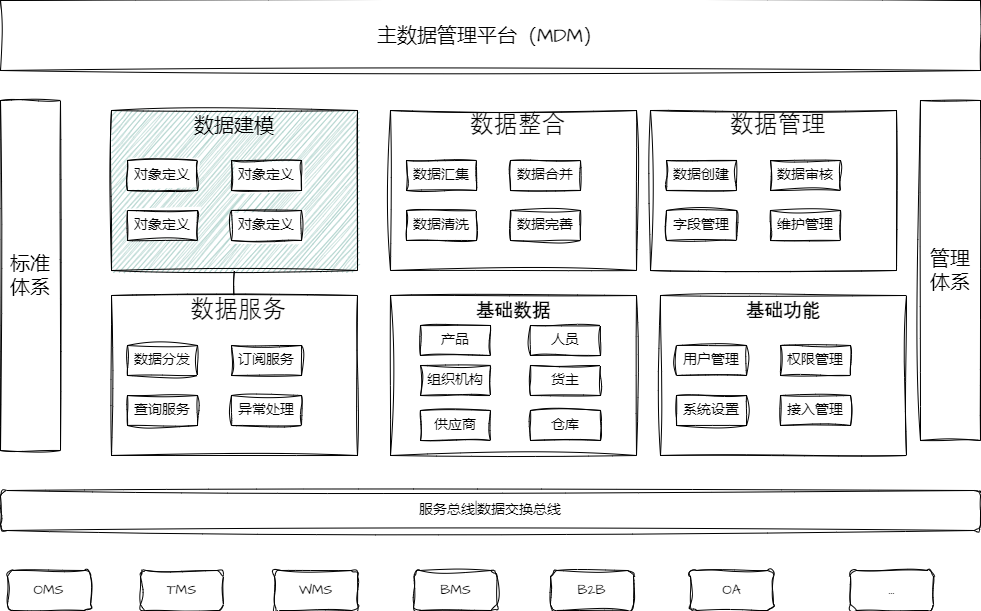 主数据管理平台（MDM）
标准
体系
数据建模
对象定义
对象定义
对象定义
对象定义
数据整合
数据汇集
数据合并
数据清洗
数据完善
数据管理
数据创建
数据审核
字段管理
维护管理
管理
体系
数据服务
数据分发
订阅服务
查询服务
异常处理
基础数据
产品
人员
组织机构
货主
供应商
仓库
基础功能
用户管理
权限管理
系统设置
接入管理
服务总线|数据交换总线
OMS
TMS
WMS
BMS
B2B
OA
...